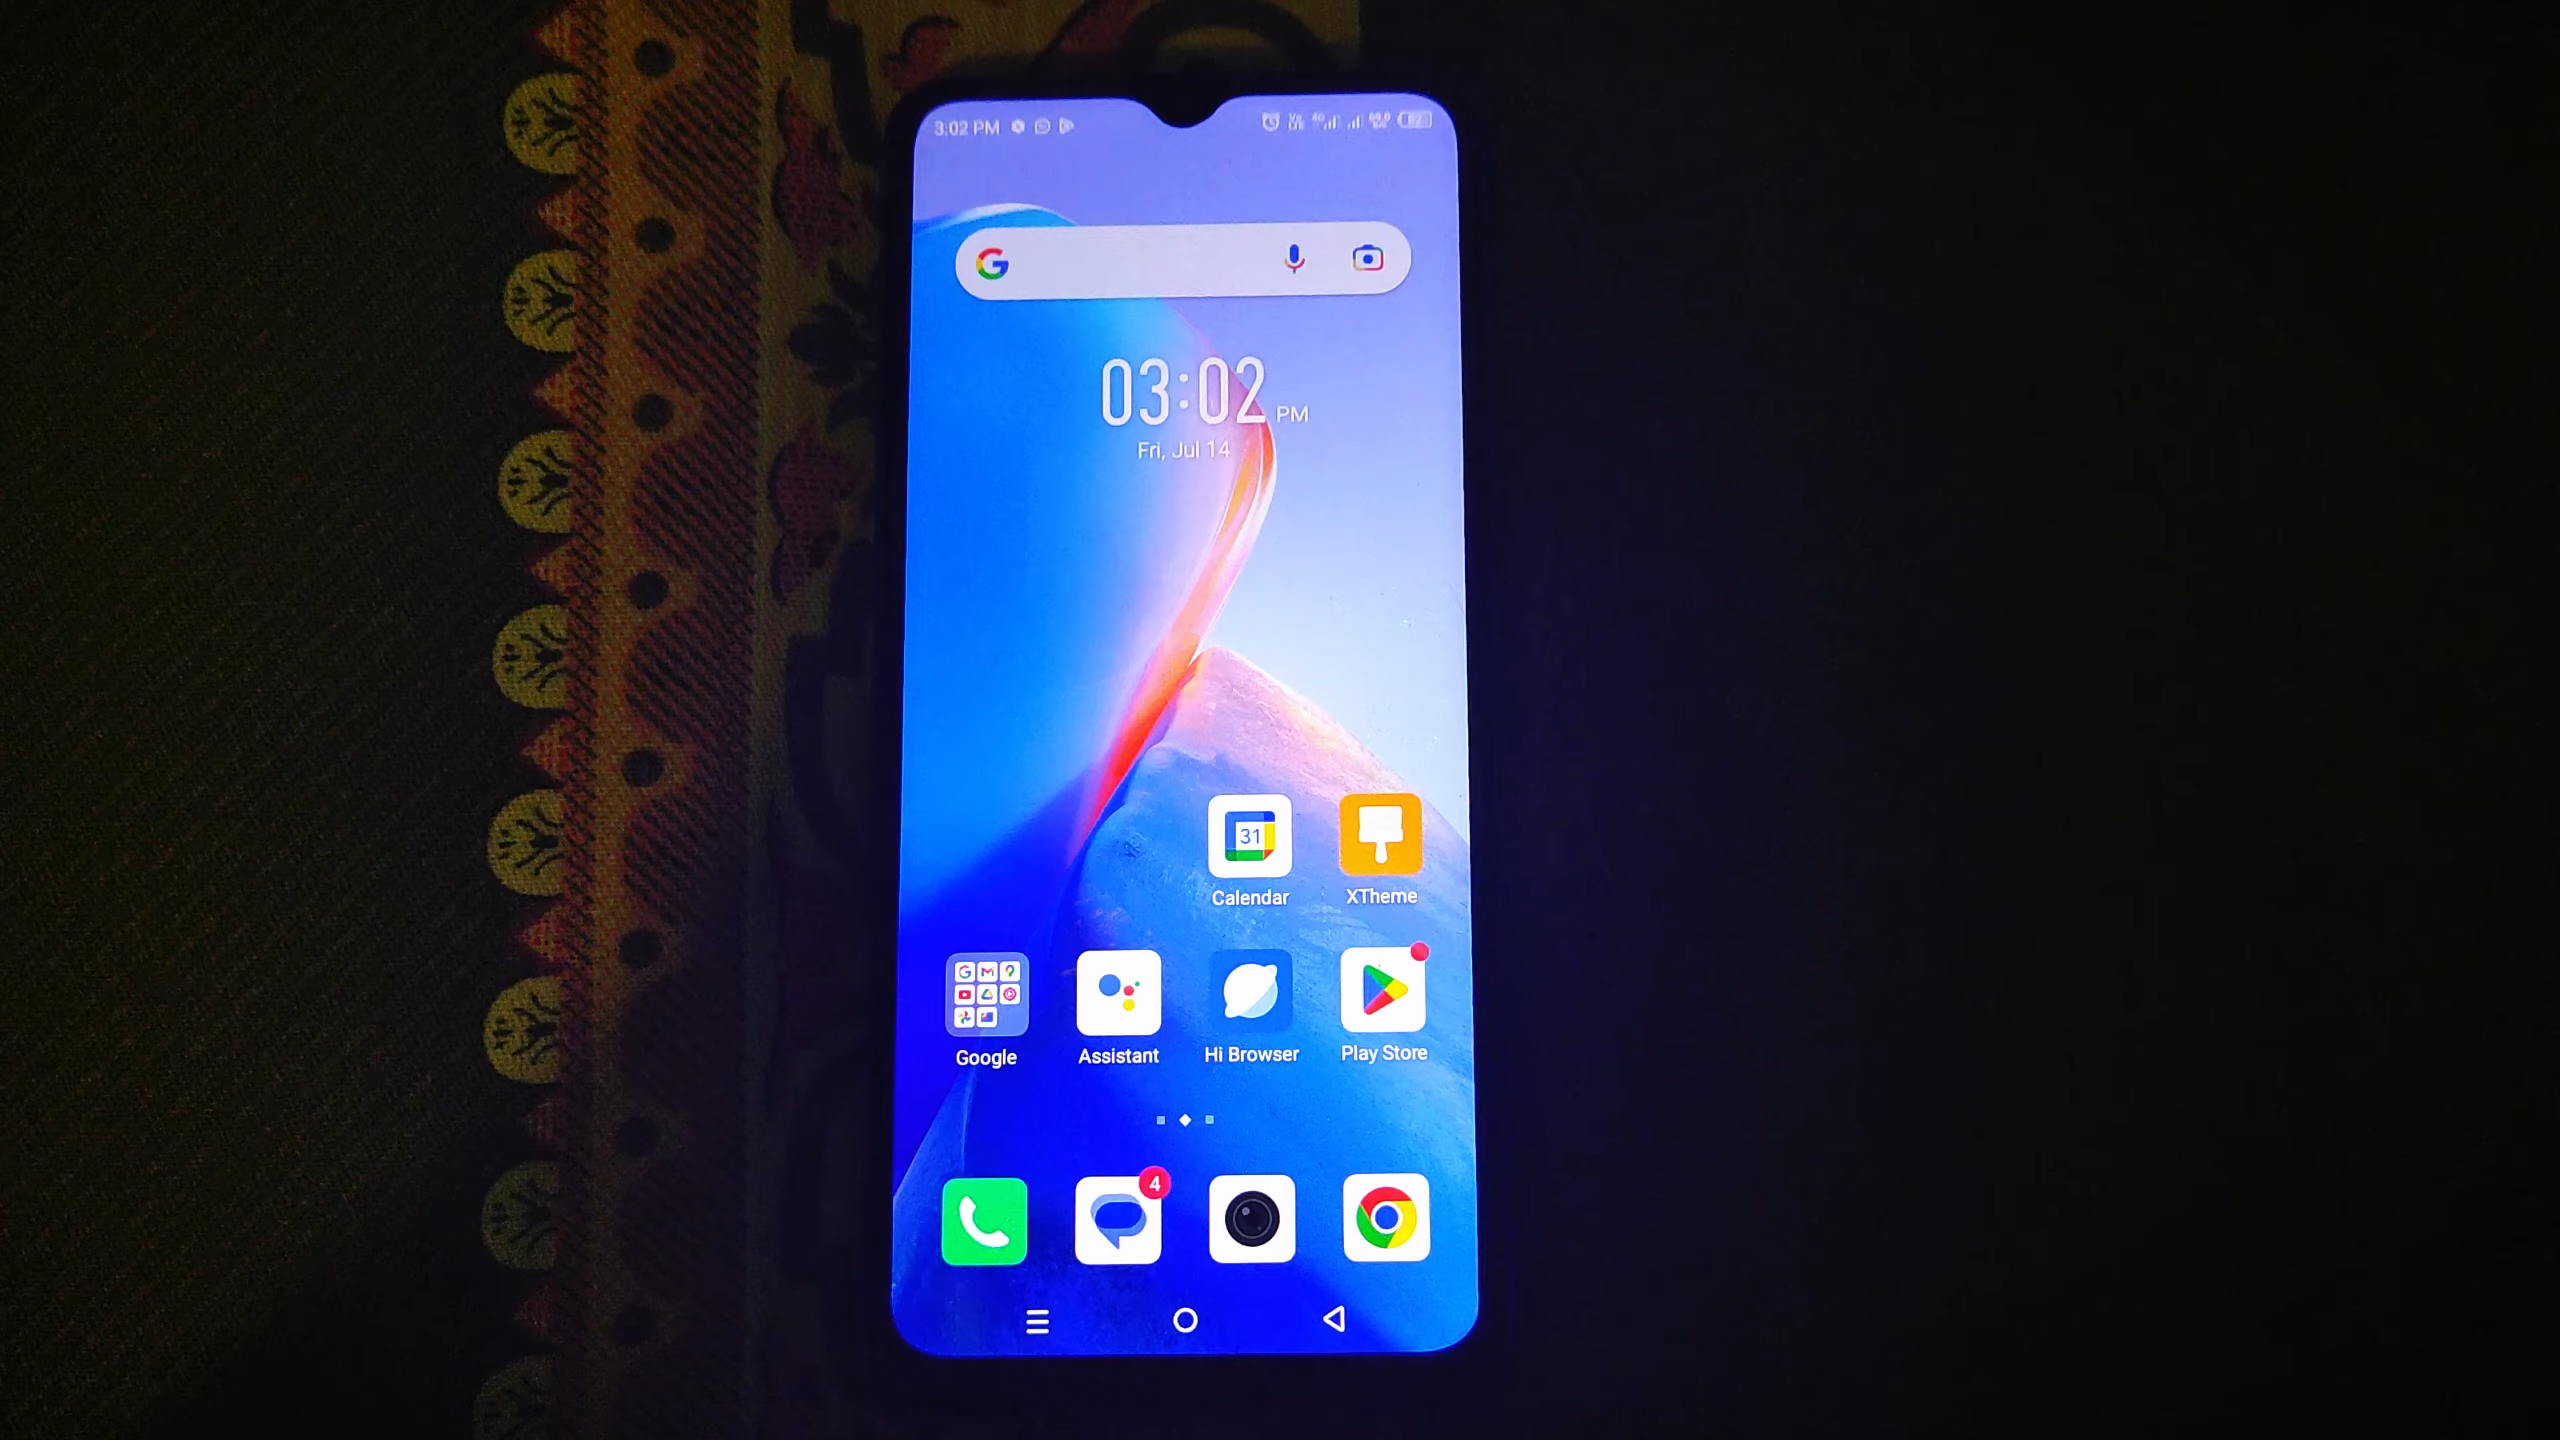 3:02 PM
82
03:02 PM
Fri, Jul 14
31
Calendar
XTheme
Google
Assistant
Hi Browser
Play Store
4